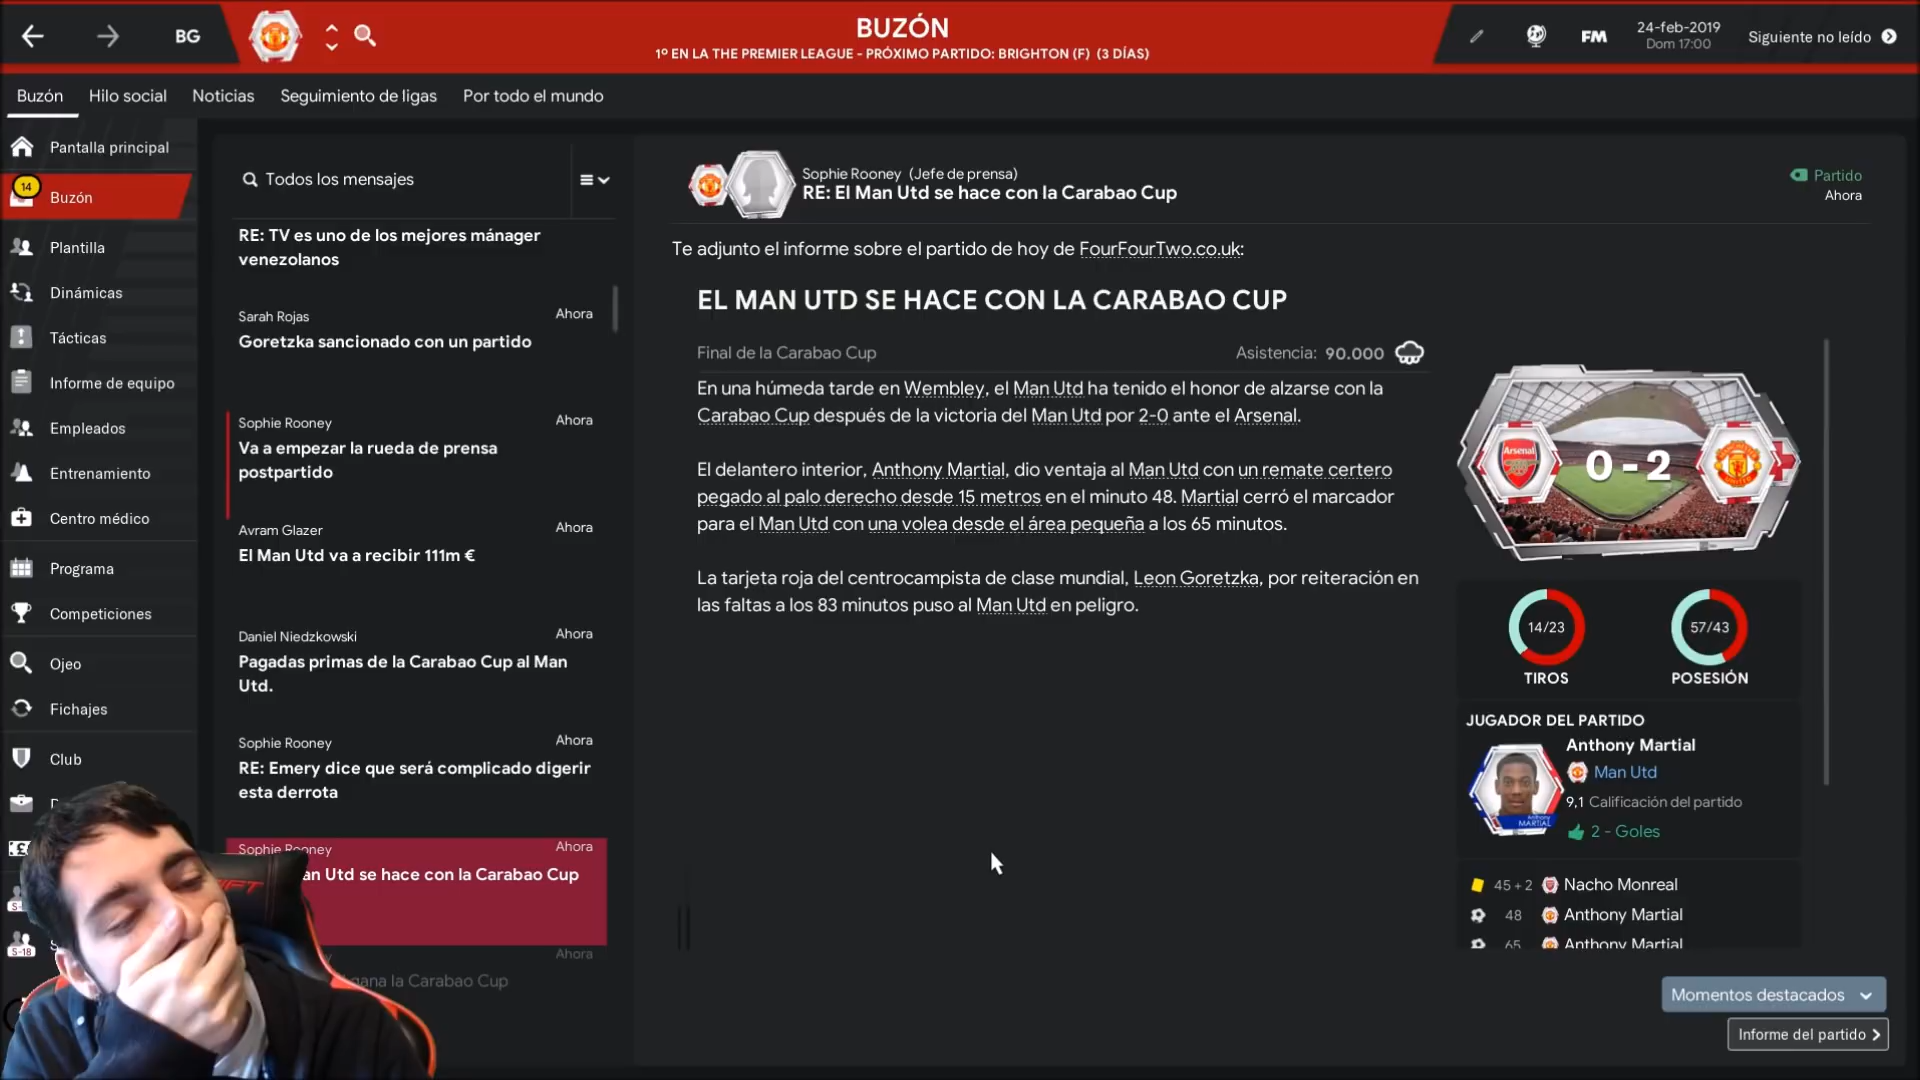 BG
BUZÓN
1º EN LA THE PREMIER LEAGUE - PRÓXIMO PARTIDO: BRIGHTON (F) (3 DÍAS)
FM
24-feb-2019
Dom 17:00
Siguiente no leído
Buzón
Hilo social
Noticias
Seguimiento de ligas
Por todo el mundo
Pantalla principal
14
Buzón
Plantilla
Dinámicas
Tácticas
Informe de equipo
Empleados
Entrenamiento
Centro médico
Programa
Competiciones
Ojeo
Fichajes
Club
S-18
Todos los mensajes
RE: TV es uno de los mejores mánager
venezolanos
Sarah Rojas
Ahora
Goretzka sancionado con un partido
Sophie Rooney
Ahora
Va a empezar la rueda de prensa
postpartido
Avram Glazer
Ahora
El Man Utd va a recibir 111m €
Daniel Niedzkowski
Ahora
Pagadas primas de la Carabao Cup al Man
Utd.
Sophie Rooney
Ahora
RE: Emery dice que será complicado digerir
esta derrota
Sophie Rooney
Ahora
an Utd se hace con la Carabao Cup
Ahora
gana la Carabao Cup
Sophie Rooney (Jefe de prensa)
RE: El Man Utd se hace con la Carabao Cup
Partido
Ahora
Te adjunto el informe sobre el partido de hoy de FourFourTwo.co.uk:
EL MAN UTD SE HACE CON LA CARABAO CUP
Final de la Carabao Cup
Asistencia: 90.000
En una húmeda tarde en Wembley, el Man Utd ha tenido el honor de alzarse con la
Carabao Cup después de la victoria del Man Utd por 2-0 ante el Arsenal.
El delantero interior, Anthony Martial, dio ventaja al Man Utd con un remate certero
pegado al palo derecho desde 15 metros en el minuto 48. Martial cerró el marcador
para el Man Utd con una volea desde el área pequeña a los 65 minutos.
La tarjeta roja del centrocampista de clase mundial, Leon Goretzka, por reiteración en
las faltas a los 83 minutos puso al Man Utd en peligro.
Arsenal
0 - 2
14/23
TIROS
57/43
POSESIÓN
JUGADOR DEL PARTIDO
Anthony Martial
Man Utd
9,1 Calificación del partido
2 - Goles
Anthony
MARTIAL
45 + 2 Nacho Monreal
48 Anthony Martial
65 Anthony Martial
Momentos destacados
Informe del partido